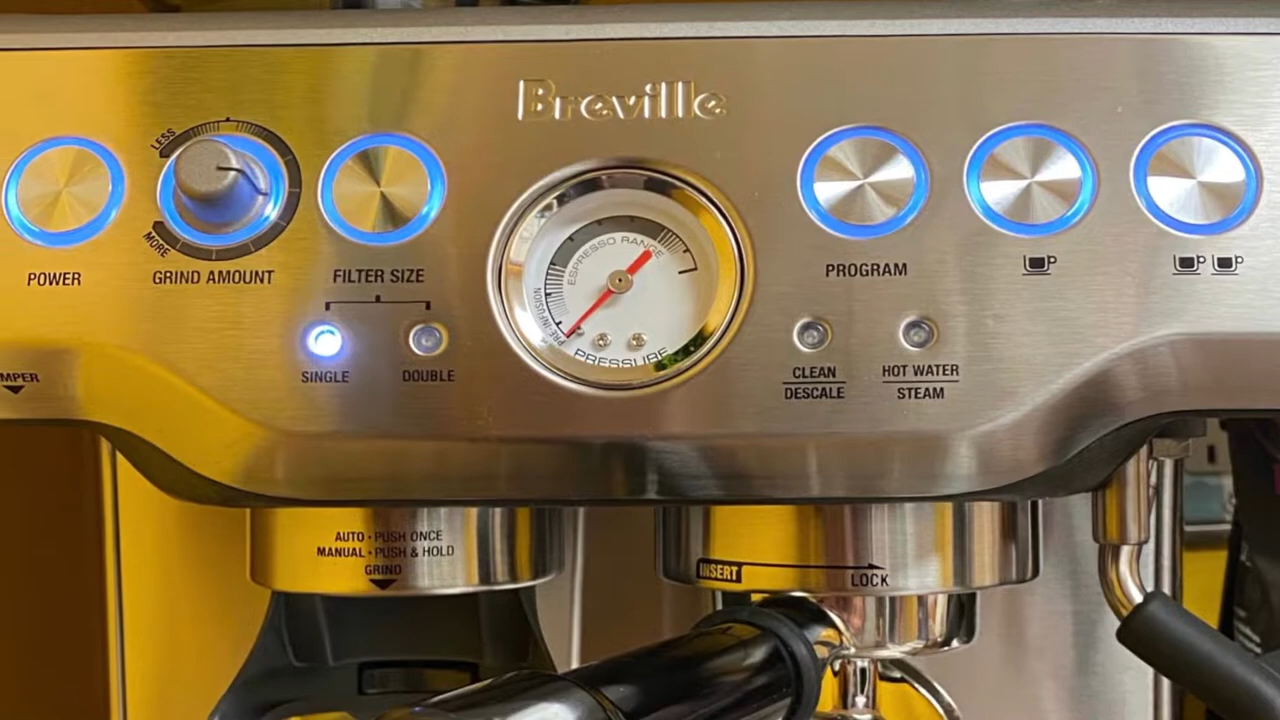 Breville
LESS
MORE
POWER
GRIND AMOUNT
FILTER SIZE
SINGLE
DOUBLE
ESPRESSO RANGE
PRE-INFUSION
PRESSURE
PROGRAM
CLEAN
DESCALE
HOT WATER
STEAM
MPER
AUTO • PUSH ONCE
MANUAL • PUSH & HOLD
GRIND
INSERT
LOCK